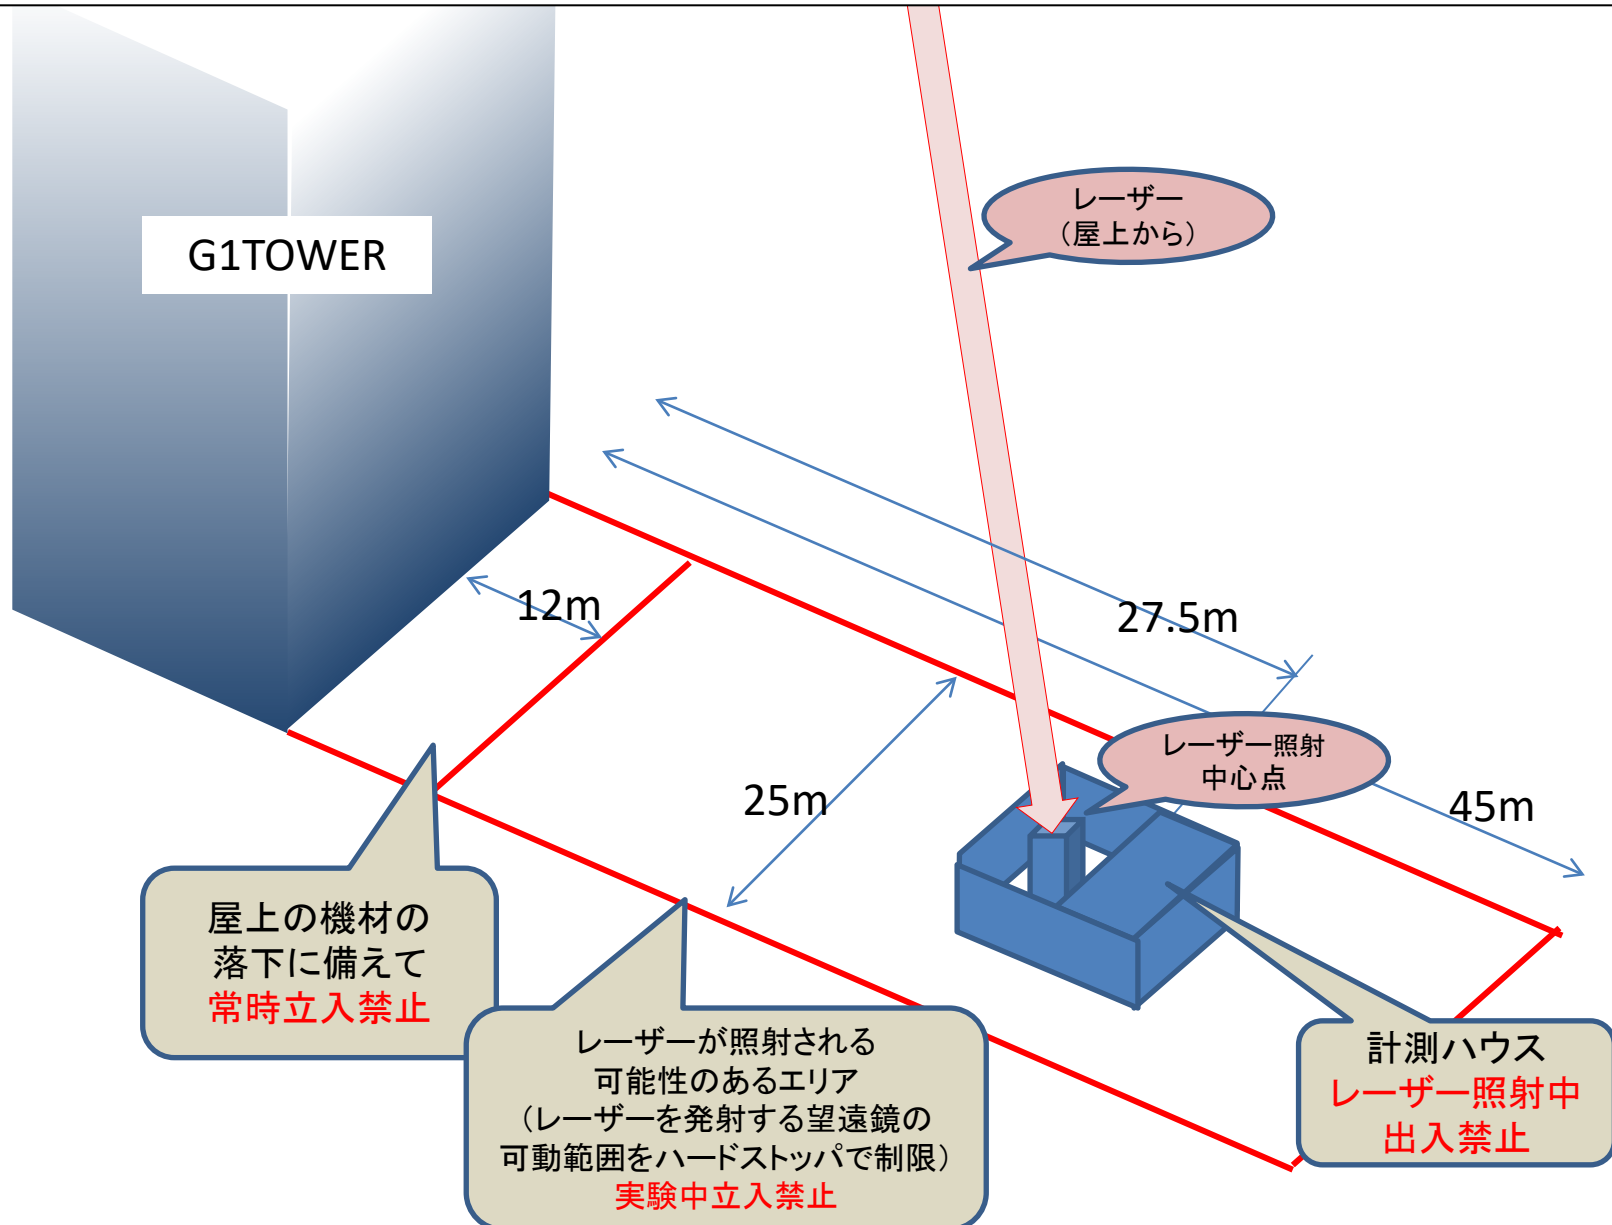 レーザー
（屋上から）
G1TOWER
12m
27.5m
レーザー照射
中心点
25m
45m
屋上の機材の
落下に備えて
常時立入禁止
レーザーが照射される
可能性のあるエリア
（レーザーを発射する望遠鏡の
可動範囲をハードストッパで制限）
実験中立入禁止
計測ハウス
レーザー照射中
出入禁止